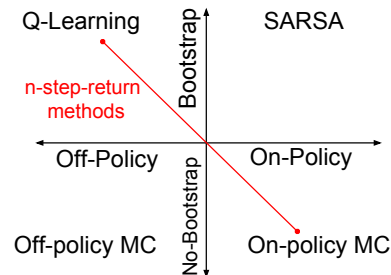 Q-Learning
SARSA
Bootstrap
n-step-return
methods
Off-Policy
On-Policy
No-Bootstrap
Off-policy MC
On-policy MC